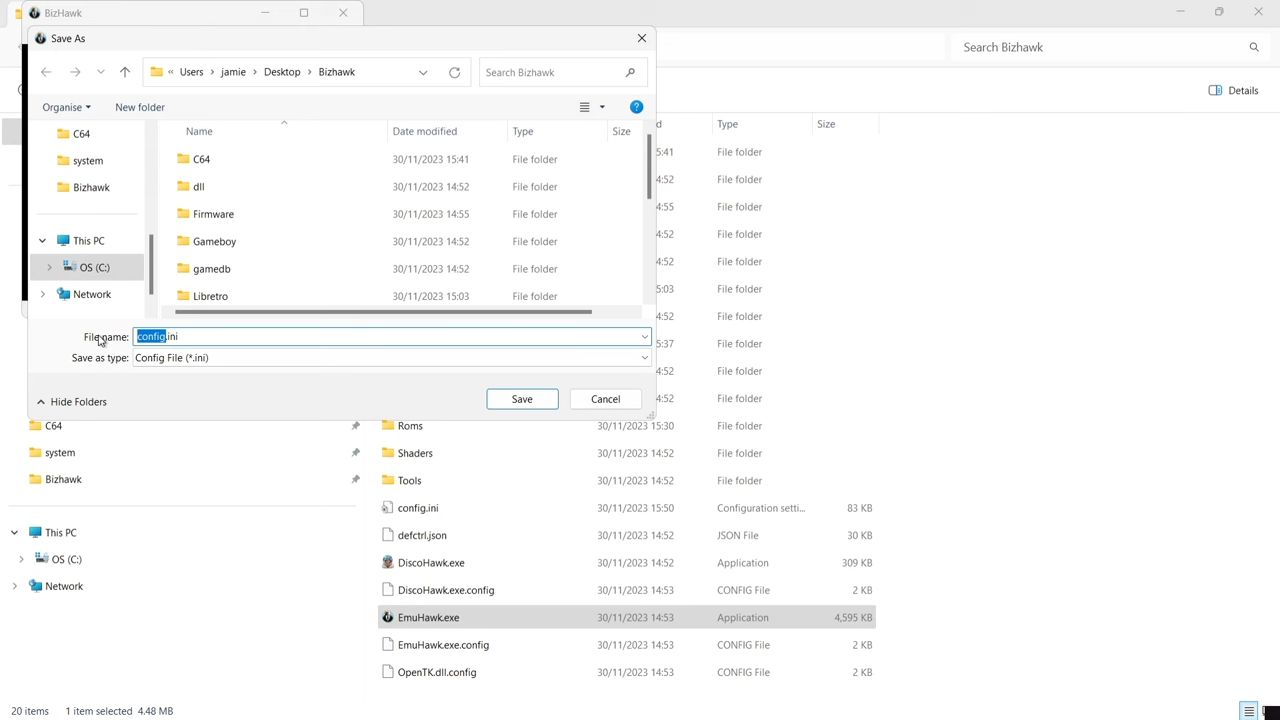 BizHawk
Save As
« Users > jamie > Desktop > Bizhawk
Search Bizhawk
Search Bizhawk
Organise
New folder
Details
Name
Date modified
Type
Size
C64
system
Bizhawk
This PC
OS (C:)
Network
C64 30/11/2023 15:41 File folder
dll 30/11/2023 14:52 File folder
Firmware 30/11/2023 14:55 File folder
Gameboy 30/11/2023 14:52 File folder
gamedb 30/11/2023 14:52 File folder
Libretro 30/11/2023 15:03 File folder
File name: config.ini
Save as type: Config File (*.ini)
Hide Folders
Save
Cancel
d Type Size
5:41 File folder
4:52 File folder
4:55 File folder
4:52 File folder
4:52 File folder
5:03 File folder
4:52 File folder
5:37 File folder
4:52 File folder
4:52 File folder
C64
system
Bizhawk
This PC
OS (C:)
Network
Roms 30/11/2023 15:30 File folder
Shaders 30/11/2023 14:52 File folder
Tools 30/11/2023 14:52 File folder
config.ini 30/11/2023 15:50 Configuration setti... 83 KB
defctrl.json 30/11/2023 14:52 JSON File 30 KB
DiscoHawk.exe 30/11/2023 14:52 Application 309 KB
DiscoHawk.exe.config 30/11/2023 14:53 CONFIG File 2 KB
EmuHawk.exe 30/11/2023 14:53 Application 4,595 KB
EmuHawk.exe.config 30/11/2023 14:53 CONFIG File 2 KB
OpenTK.dll.config 30/11/2023 14:53 CONFIG File 2 KB
20 items 1 item selected 4.48 MB